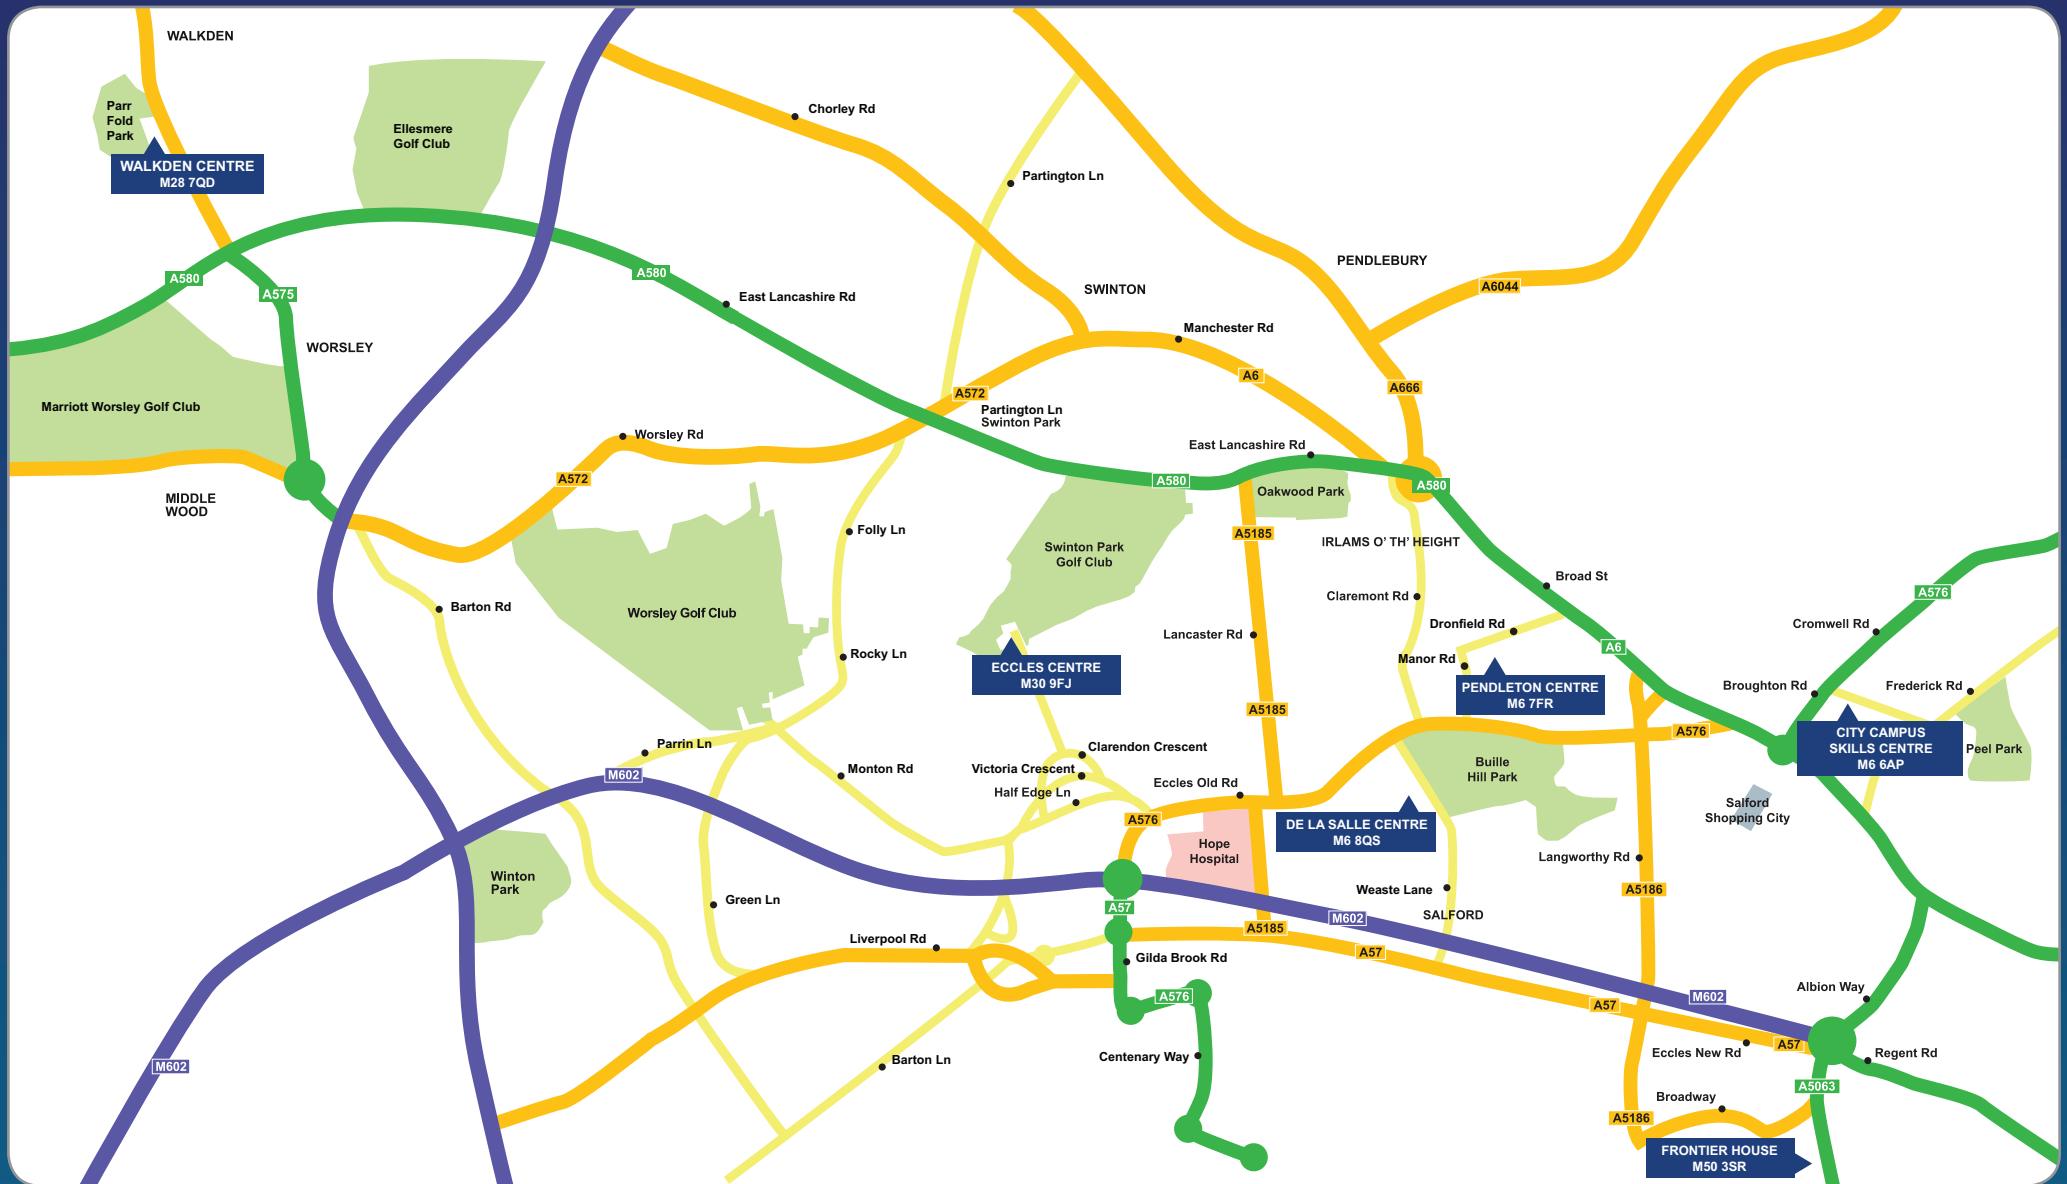 WALKDEN
Parr
Fold
Park
WALKDEN CENTRE
M28 7QD
Ellesmere
Golf Club
Chorley Rd
Partington Ln
PENDLEBURY
A580
A575
A580
East Lancashire Rd
SWINTON
A6044
WORSLEY
Manchester Rd
A6
A666
Marriott Worsley Golf Club
A572
Partington Ln
Swinton Park
Worsley Rd
East Lancashire Rd
A572
A580
Oakwood Park
A580
MIDDLE
WOOD
Folly Ln
Swinton Park
Golf Club
A5185
IRLAMS O' TH' HEIGHT
Broad St
A576
Barton Rd
Worsley Golf Club
Claremont Rd
Dronfield Rd
Cromwell Rd
Lancaster Rd
A6
Rocky Ln
ECCLES CENTRE
M30 9FJ
Manor Rd
PENDLETON CENTRE
M6 7FR
Broughton Rd
Frederick Rd
A5185
A576
CITY CAMPUS
SKILLS CENTRE
M6 6AP
Peel Park
Parrin Ln
Clarendon Crescent
M602
Monton Rd
Victoria Crescent
Half Edge Ln
Eccles Old Rd
Buille
Hill Park
A576
DE LA SALLE CENTRE
M6 8QS
Salford
Shopping City
Hope
Hospital
Langworthy Rd
Winton
Park
Green Ln
Weaste Lane
A5186
A57
M602
SALFORD
A5185
Liverpool Rd
A57
Gilda Brook Rd
A576
M602
Albion Way
A57
Centenary Way
Barton Ln
M602
Eccles New Rd
A57
Regent Rd
A5063
Broadway
A5186
FRONTIER HOUSE
M50 3SR